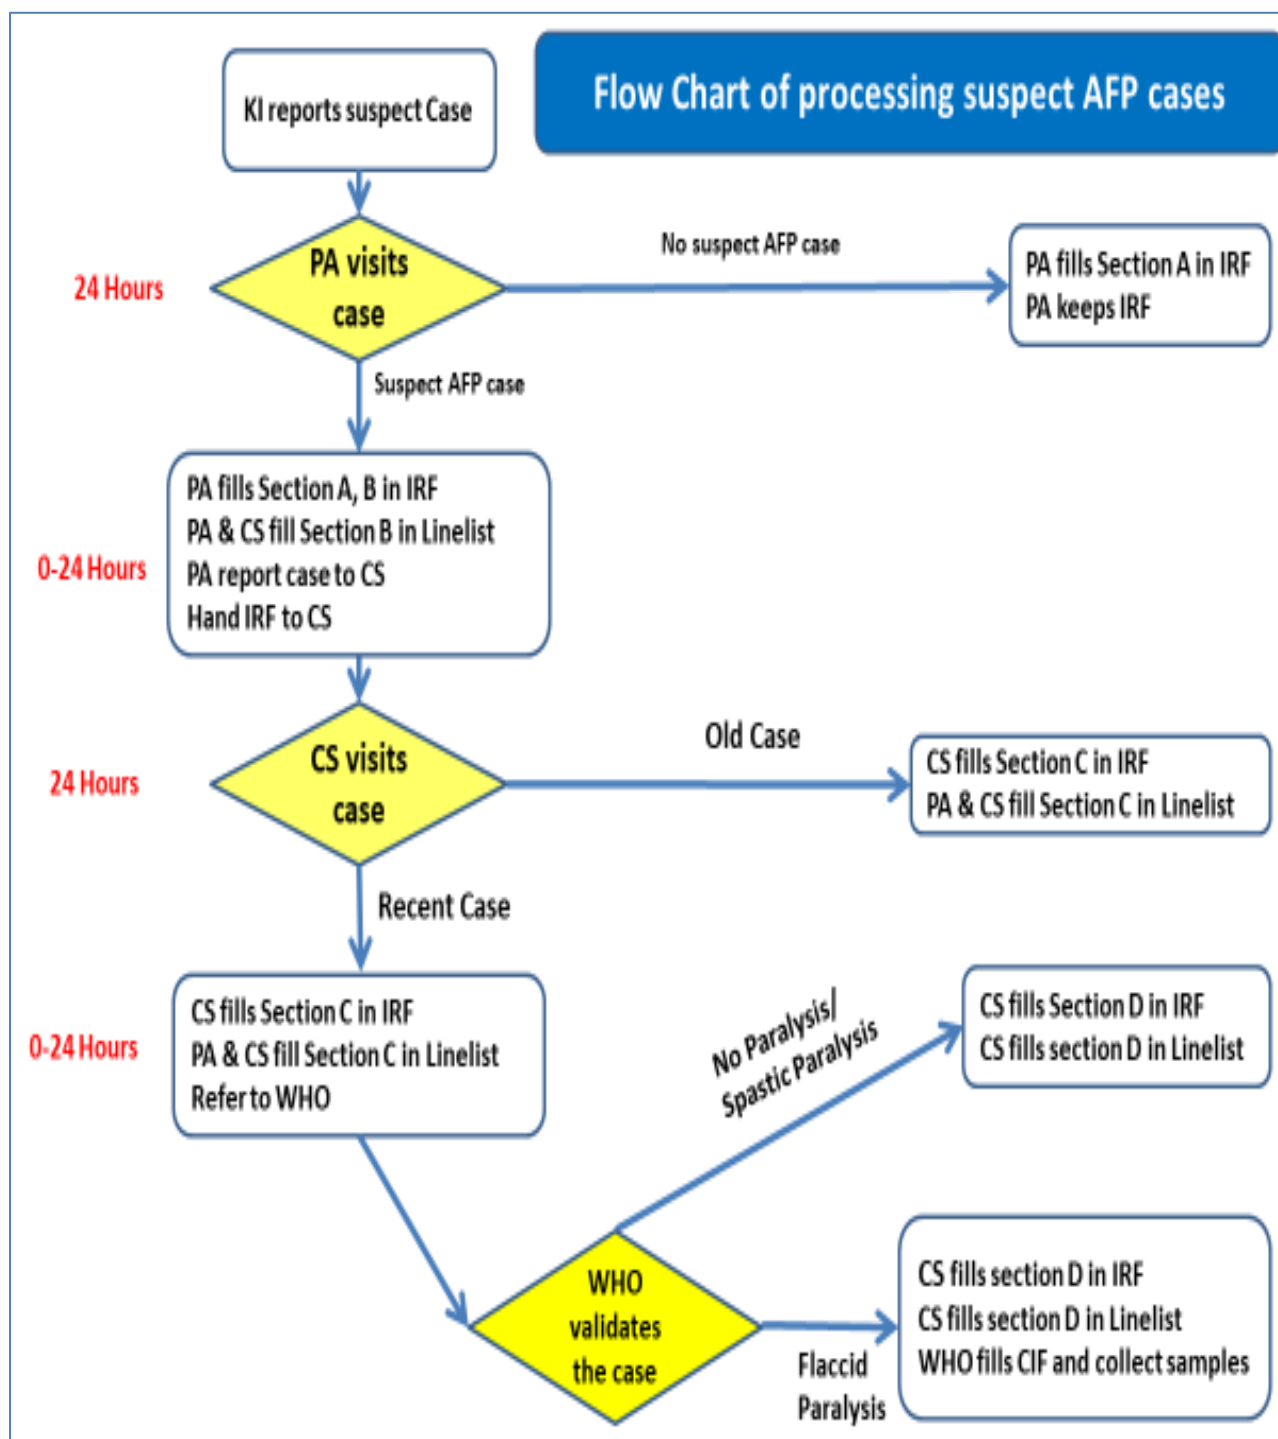 Flow Chart of processing suspect AFP cases
KI reports suspect Case
24 Hours
PA visits
case
No suspect AFP case
PA fills Section A in IRF
PA keeps IRF
Suspect AFP case
0-24 Hours
PA fills Section A, B in IRF
PA & CS fill Section B in Linelist
PA report case to CS
Hand IRF to CS
24 Hours
CS visits
case
Old Case
CS fills Section C in IRF
PA & CS fill Section C in Linelist
Recent Case
0-24 Hours
CS fills Section C in IRF
PA & CS fill Section C in Linelist
Refer to WHO
No Paralysis/
Spastic Paralysis
CS fills Section D in IRF
CS fills section D in Linelist
WHO
validates
the case
Flaccid
Paralysis
CS fills section D in IRF
CS fills section D in Linelist
WHO fills CIF and collect samples